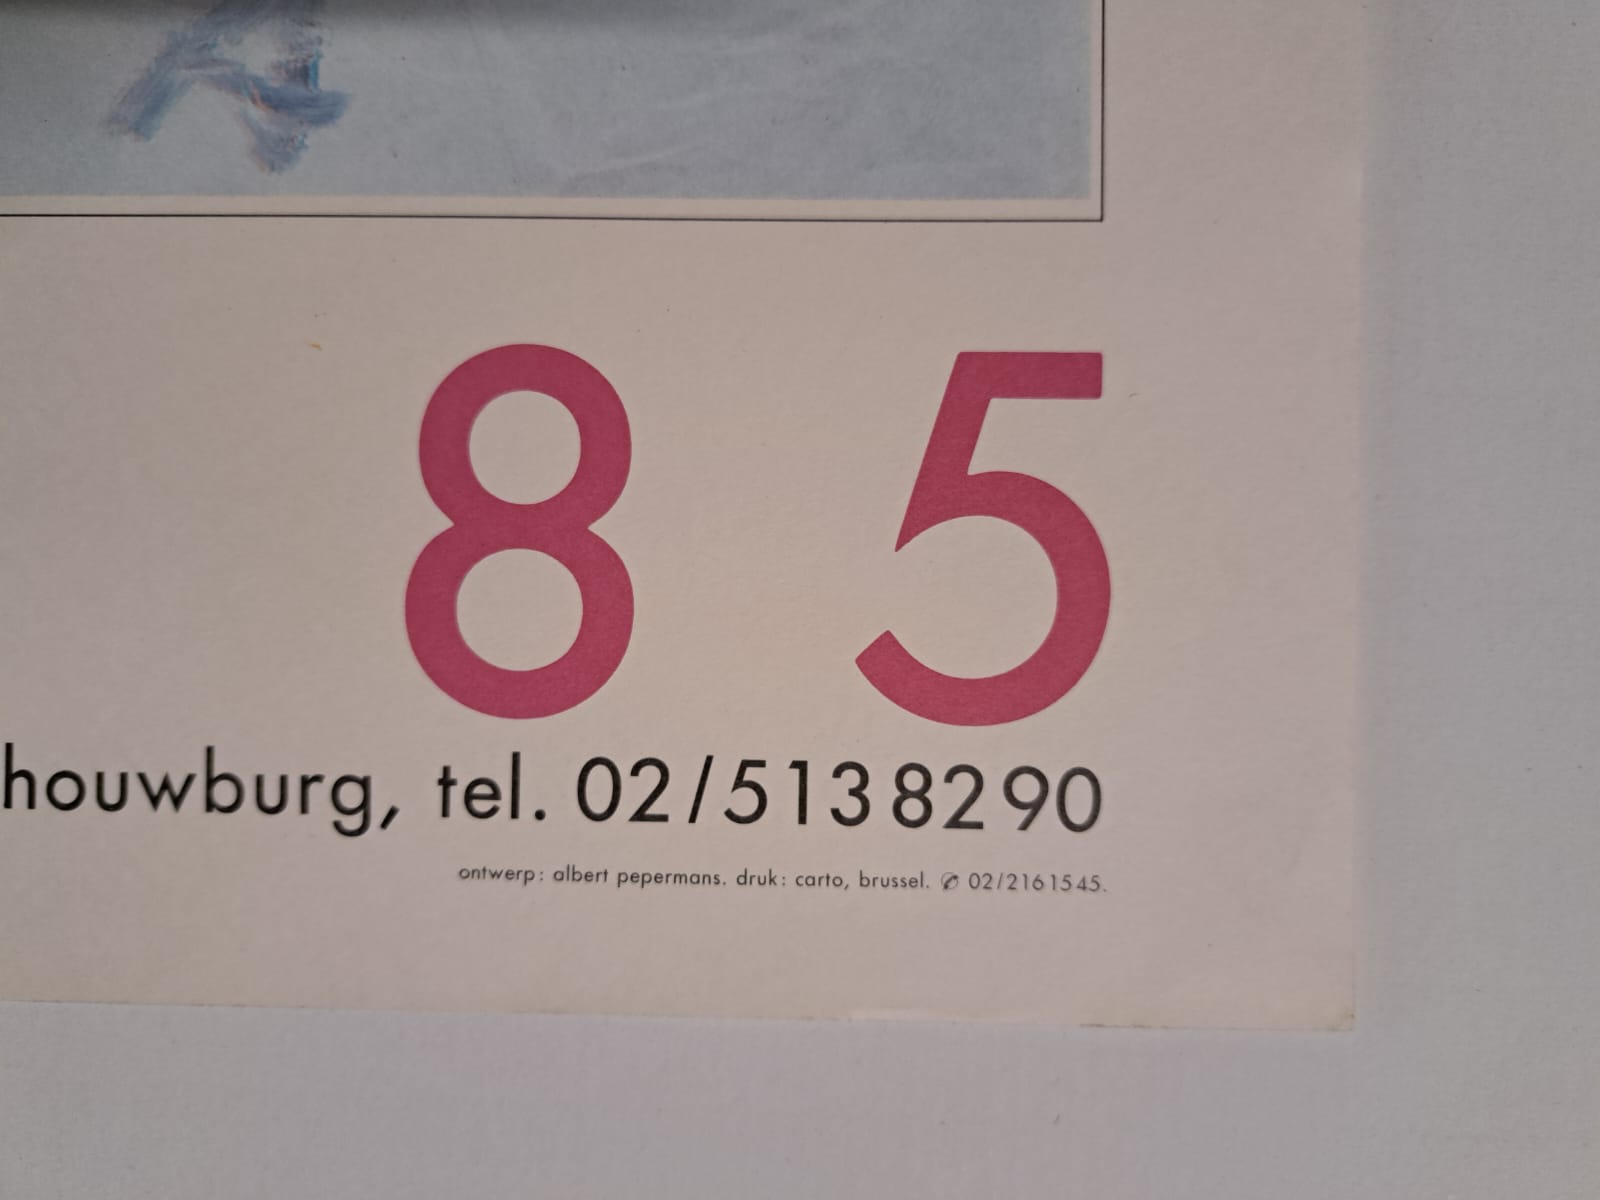 8 5
houwburg, tel. 02/5138290
ontwerp: albert pepermans. druk: carto, brussel. ✆ 02/2161545.